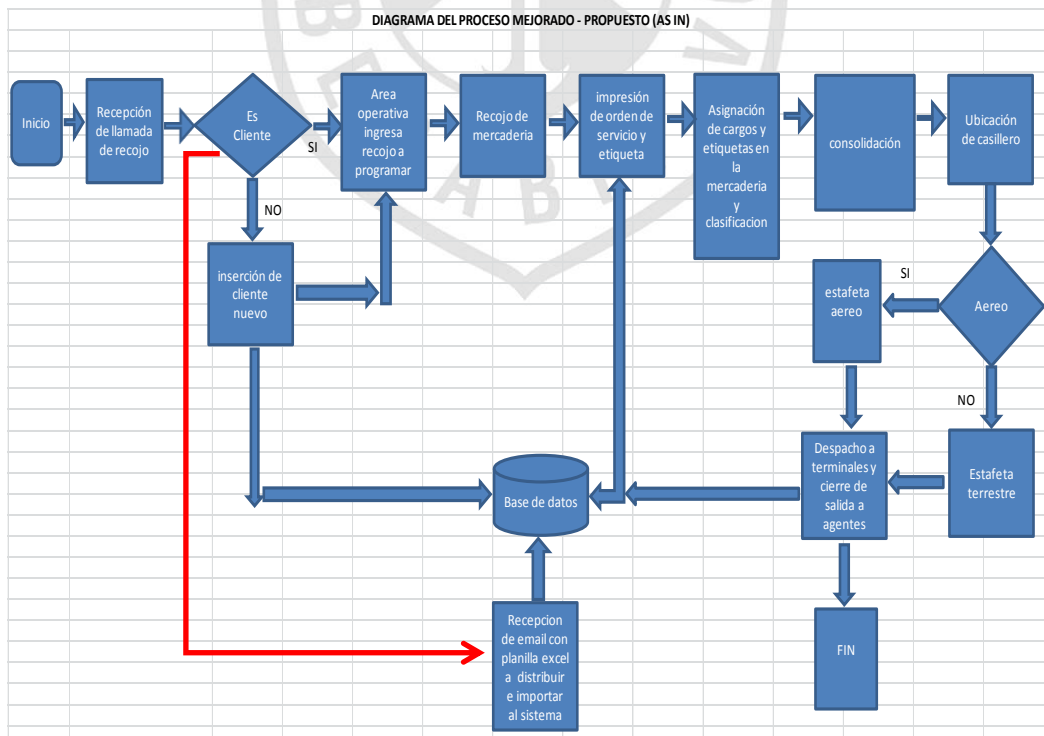 DIAGRAMA DEL PROCESO MEJORADO - PROPUESTO (AS IN)
Inicio
Recepción
de llamada
de recojo
Es
Cliente
SI
NO
Area
operativa
ingresa
recojo a
programar
Recojo de
mercaderia
impresión
de orden de
servicio y
etiqueta
Asignación
de cargos y
etiquetas en
la
mercaderia
y
clasificacion
consolidación
Ubicación
de casillero
inserción de
cliente
nuevo
estafeta
aereo
SI
Aereo
NO
Despacho a
terminales y
cierre de
salida a
agentes
Estafeta
terrestre
Base de datos
Recepcion
de email con
planilla excel
a distribuir
e importar
al sistema
FIN